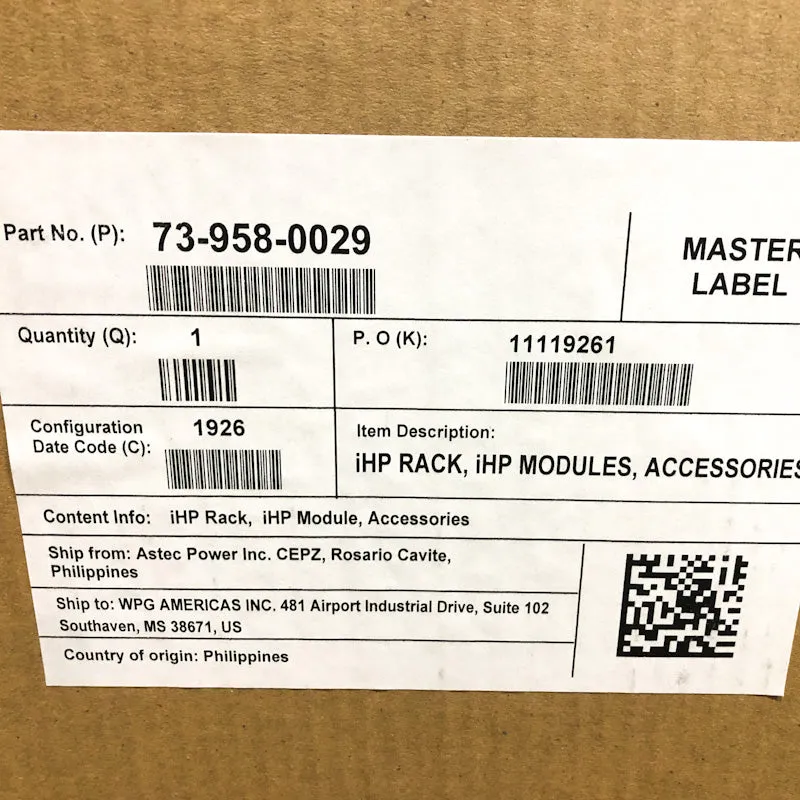 Part No. (P): 73-958-0029
MASTER
LABEL
Quantity (Q): 1
P. O (K): 11119261
Configuration
Date Code (C): 1926
Item Description:
iHP RACK, iHP MODULES, ACCESSORIES
Content Info: iHP Rack, iHP Module, Accessories
Ship from: Astec Power Inc. CEPZ, Rosario Cavite,
Philippines
Ship to: WPG AMERICAS INC. 481 Airport Industrial Drive, Suite 102
Southaven, MS 38671, US
Country of origin: Philippines